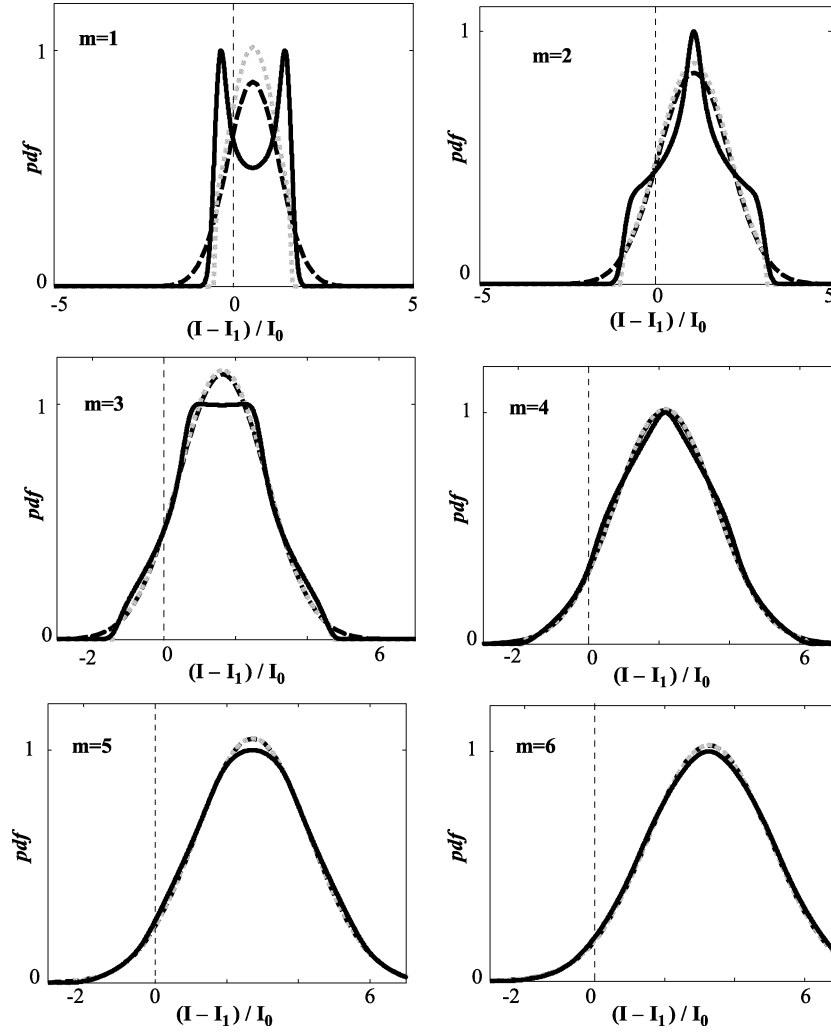 m=1
m=2
pdf
1
0
-5
0
5
(I – I1) / I0
pdf
1
0
-5
0
5
(I – I1) / I0
m=3
m=4
pdf
1
0
-2
0
6
(I – I1) / I0
pdf
1
0
-2
0
6
(I – I1) / I0
m=5
m=6
pdf
1
0
-2
0
6
(I – I1) / I0
pdf
1
0
-2
0
6
(I – I1) / I0